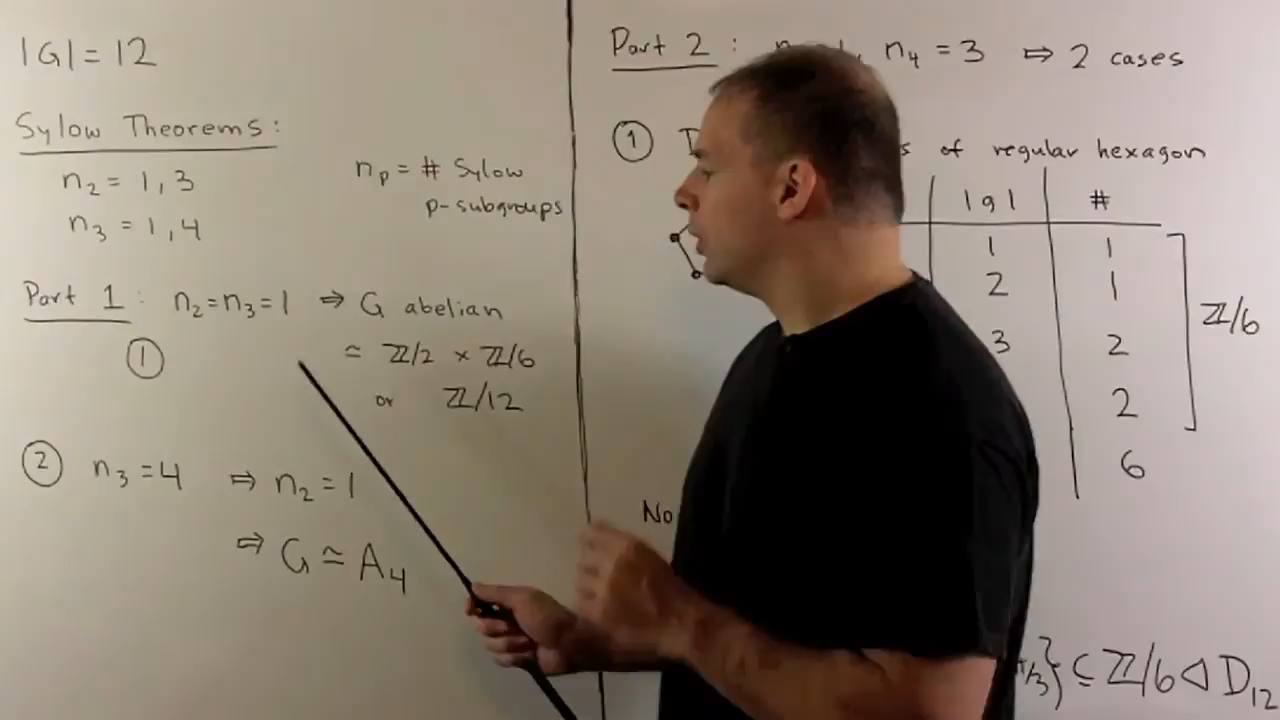 |G| = 12
Sylow Theorems:
n₂ = 1, 3
n₃ = 1, 4
nₚ = # Sylow
p-subgroups
Part 1: n₂ = n₃ = 1 ⇒ G abelian
①
≃ ℤ/2 × ℤ/6
or ℤ/12
② n₃ = 4 ⇒ n₂ = 1
⇒ G ≃ A₄
Part 2: n₄ = 3 ⇒ 2 cases
① of regular hexagon
|g| #
1 1
2 1
3 2
2
6
ℤ/6
No
} ⊆ ℤ/6 ◁ D₁₂